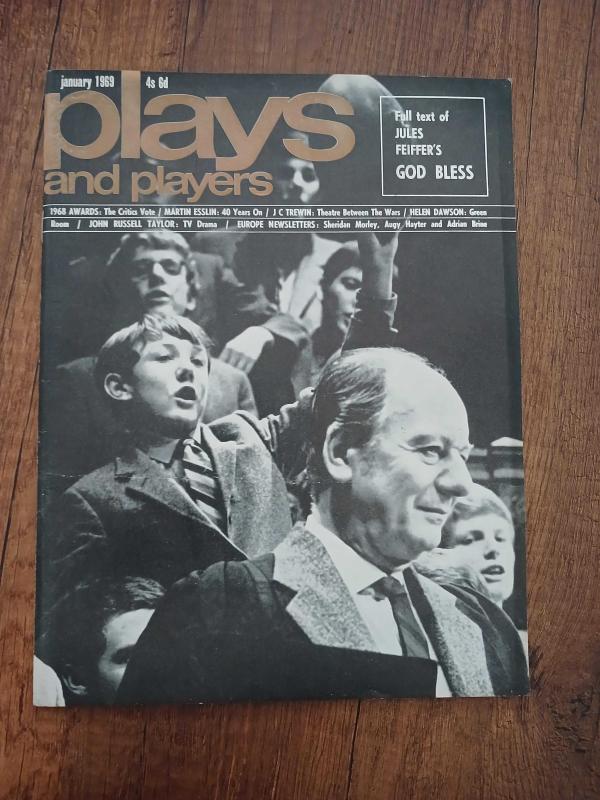 january 1969 4s 6d
plays
and players
Full text of
JULES
FEIFFER'S
GOD BLESS
1968 AWARDS: The Critics Vote / MARTIN ESSLIN: 40 Years On / J C TREWIN: Theatre Between The Wars / HELEN DAWSON: Green
Room / JOHN RUSSELL TAYLOR: TV Drama / EUROPE NEWSLETTERS: Sheridan Morley, Augy Hayter and Adrian Brine